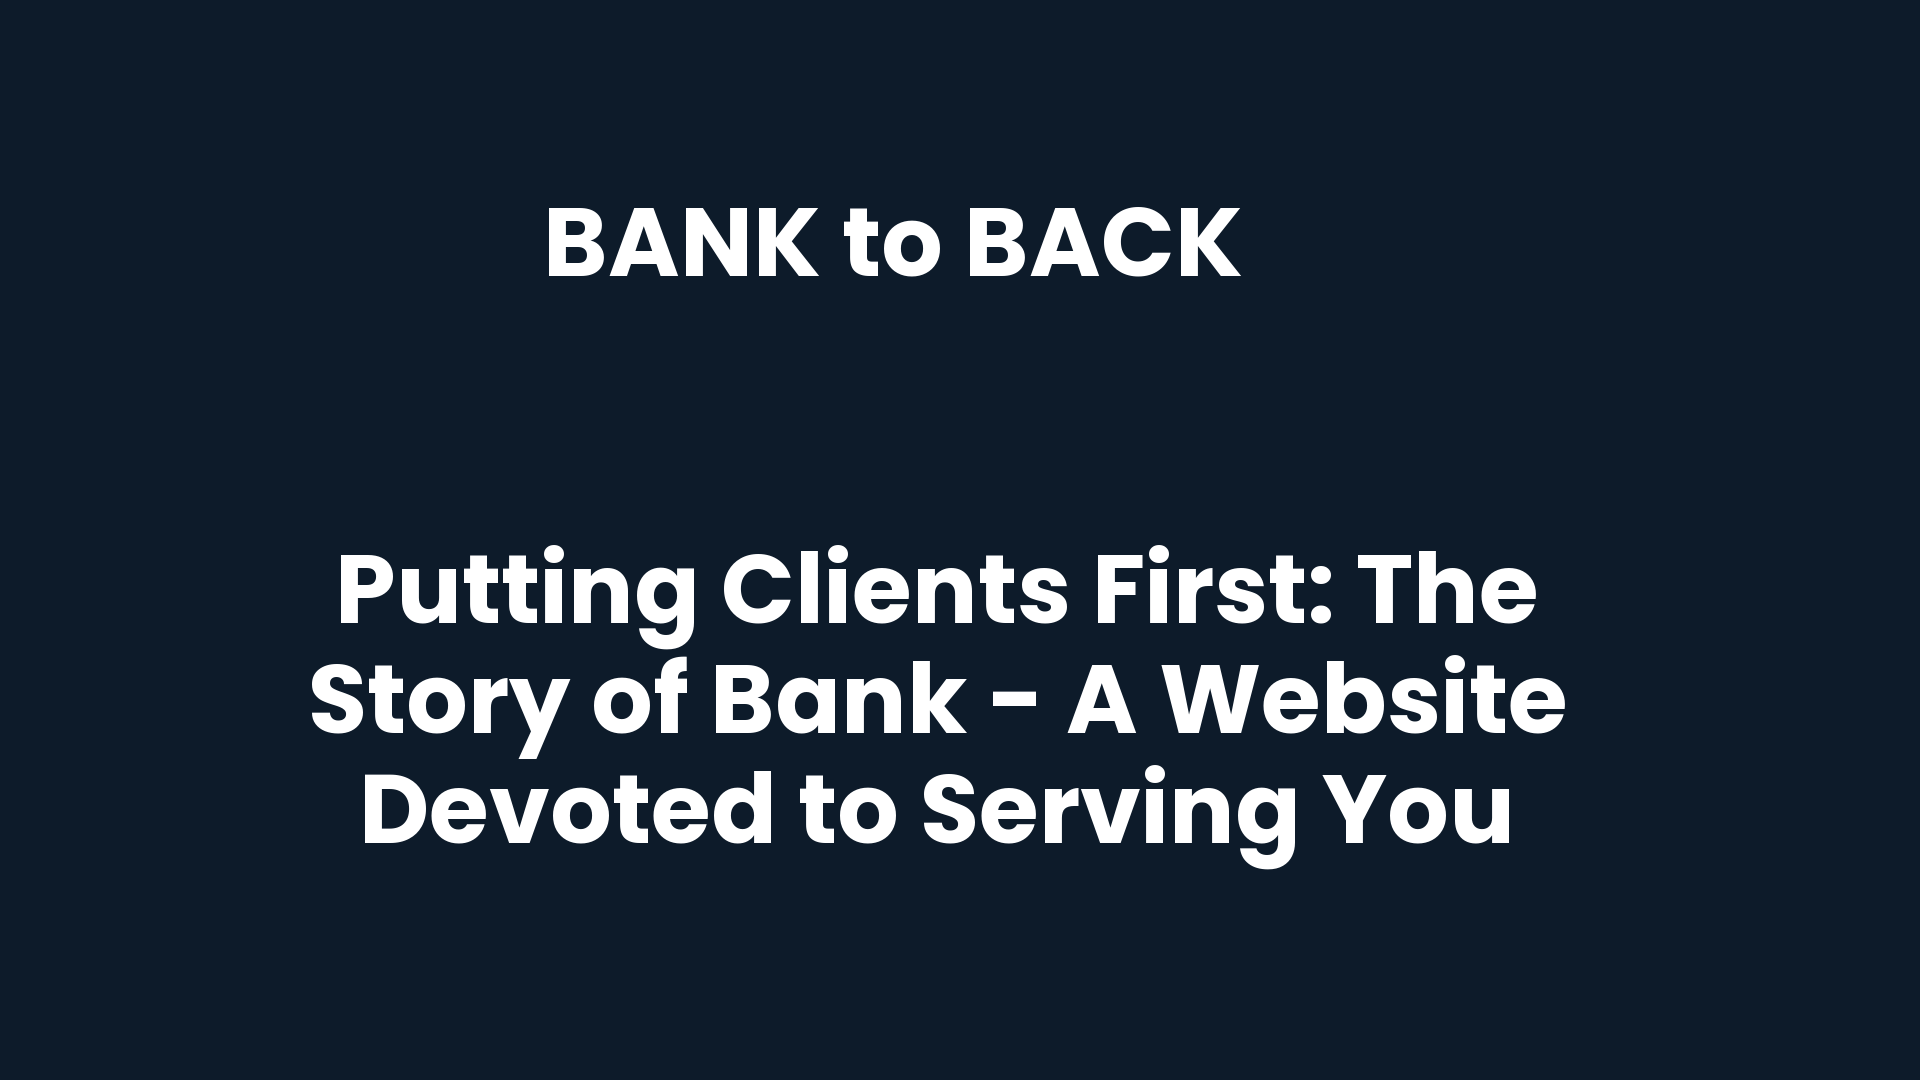 BANK to BACK
Putting Clients First: The
Story of Bank - A Website
Devoted to Serving You